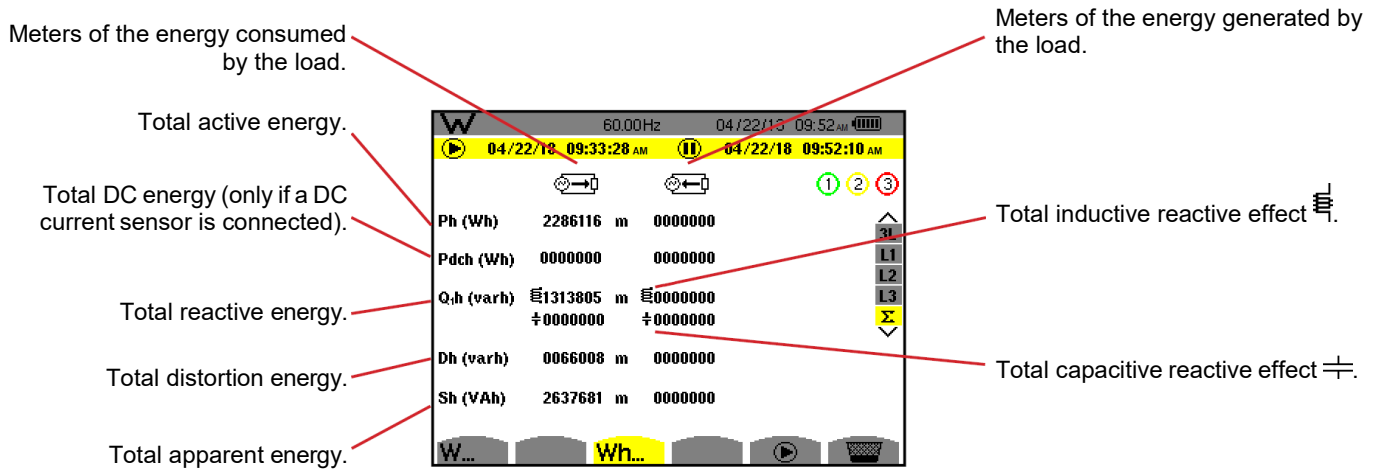 Meters of the energy consumed
by the load.
Meters of the energy generated by
the load.
Total active energy.
Total DC energy (only if a DC
current sensor is connected).
Total reactive energy.
Total distortion energy.
Total apparent energy.
W 60.00Hz 04/22/18 09:52 AM
04/22/18 09:33:28 AM 04/22/18 09:52:10 AM
1 2 3
Ph (Wh) 2286116 m 0000000
Pdch (Wh) 0000000 0000000
Q₁h (varh) 1313805 m 0000000
0000000 0000000
Dh (varh) 0066008 m 0000000
Sh (VAh) 2637681 m 0000000
3L
L1
L2
L3
Σ
W... Wh...
Total inductive reactive effect .
Total capacitive reactive effect .